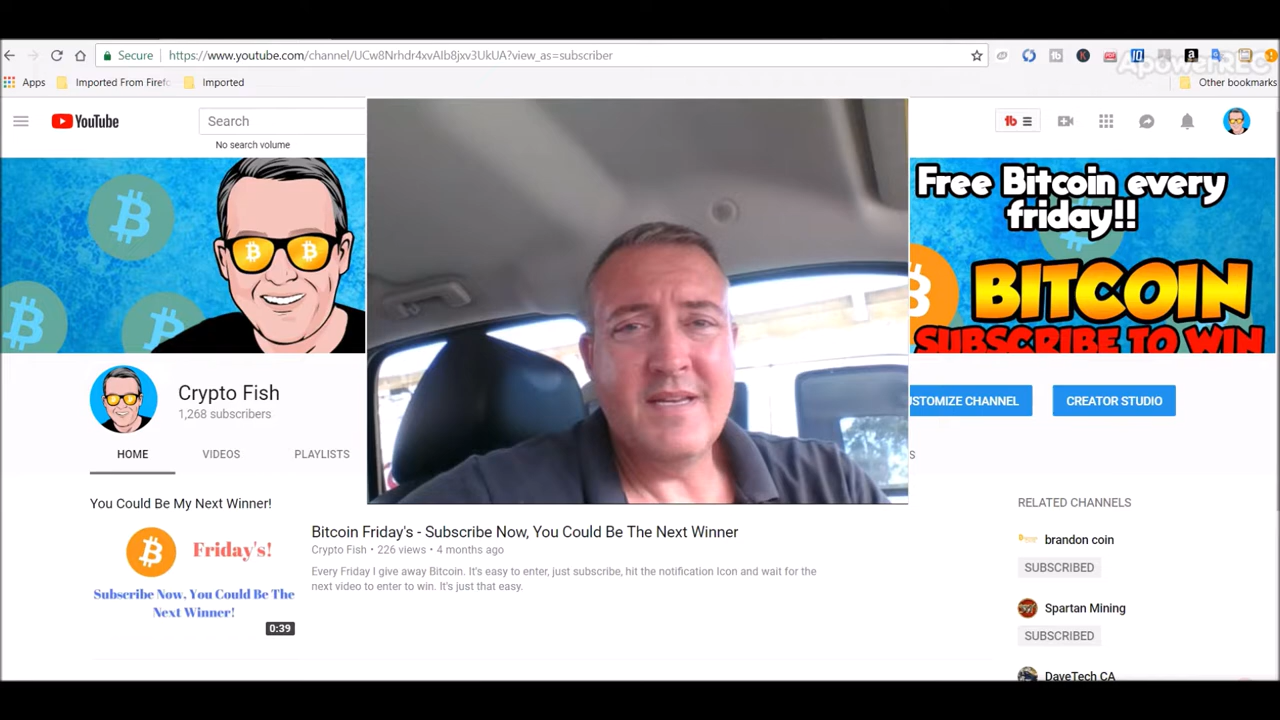 Secure
https://www.youtube.com/channel/UCw8Nrhdr4xvAIb8jxv3UkUA?view_as=subscriber
ApowerREC
Apps
Imported From Firefo
Imported
Other bookmarks
YouTube
Search
No search volume
Free Bitcoin every
friday!!
BITCOIN
SUBSCRIBE TO WIN
Crypto Fish
1,268 subscribers
USTOMIZE CHANNEL
CREATOR STUDIO
HOME
VIDEOS
PLAYLISTS
S
You Could Be My Next Winner!
RELATED CHANNELS
Friday's!
Subscribe Now, You Could Be The
Next Winner!
0:39
Bitcoin Friday's - Subscribe Now, You Could Be The Next Winner
Crypto Fish • 226 views • 4 months ago
Every Friday I give away Bitcoin. It's easy to enter, just subscribe, hit the notification Icon and wait for the
next video to enter to win. It's just that easy.
brandon coin
SUBSCRIBED
Spartan Mining
SUBSCRIBED
DaveTech CA